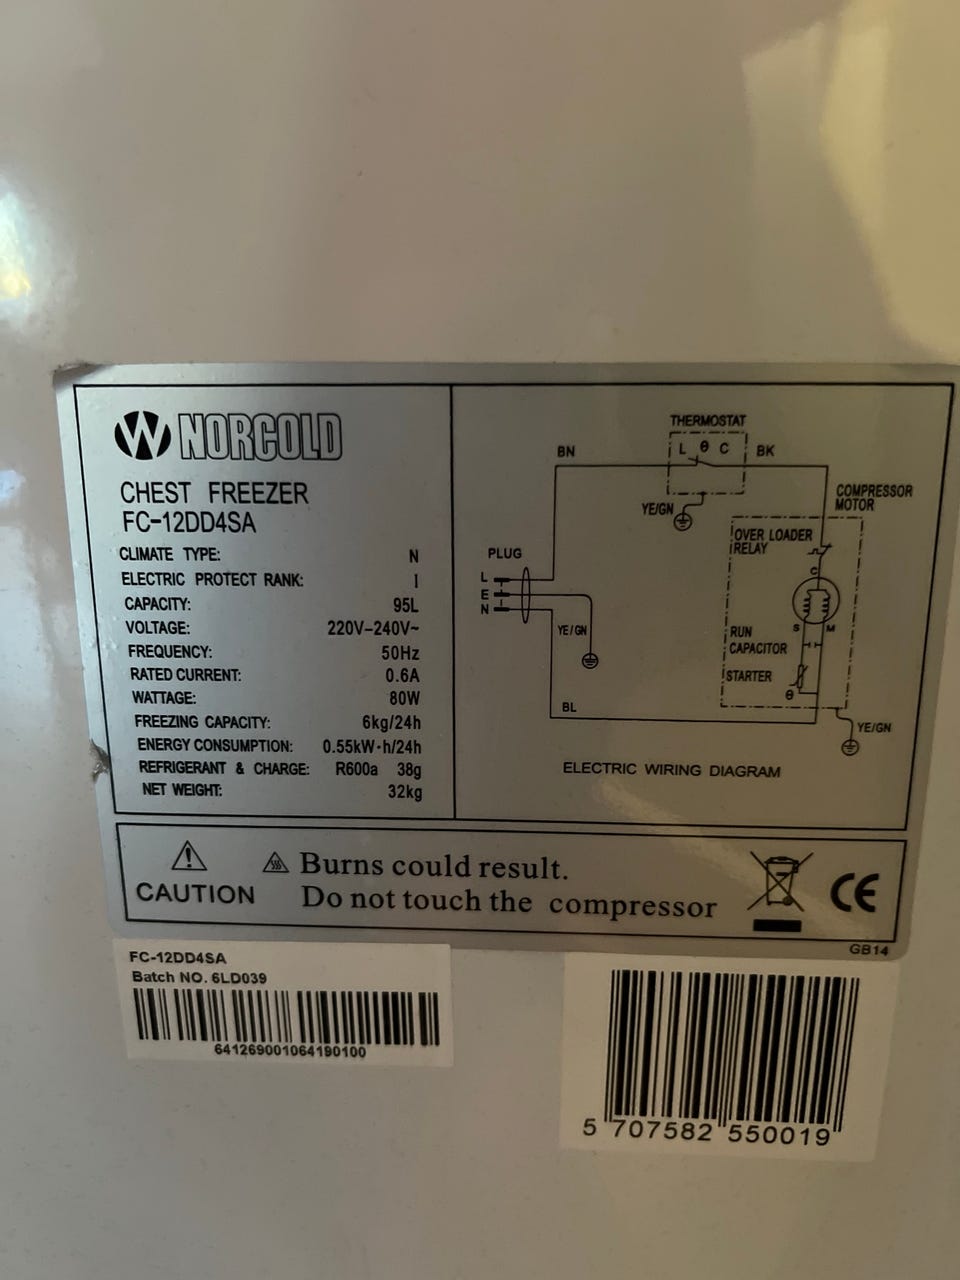 W NORCOLD
CHEST FREEZER
FC-12DD4SA
CLIMATE TYPE: N
ELECTRIC PROTECT RANK: I
CAPACITY: 95L
VOLTAGE: 220V-240V~
FREQUENCY: 50Hz
RATED CURRENT: 0.6A
WATTAGE: 80W
FREEZING CAPACITY: 6kg/24h
ENERGY CONSUMPTION: 0.55kW·h/24h
REFRIGERANT & CHARGE: R600a 38g
NET WEIGHT: 32kg
THERMOSTAT
L θ C
BN
BK
YE/GN
COMPRESSOR
MOTOR
OVER LOADER
RELAY
C
PLUG
L
E
N
YE/GN
S M
RUN
CAPACITOR
STARTER
θ
BL
YE/GN
ELECTRIC WIRING DIAGRAM
CAUTION
Burns could result.
Do not touch the compressor
CE
GB14
FC-12DD4SA
Batch NO. 6LD039
641269001064190100
5 707582 550019